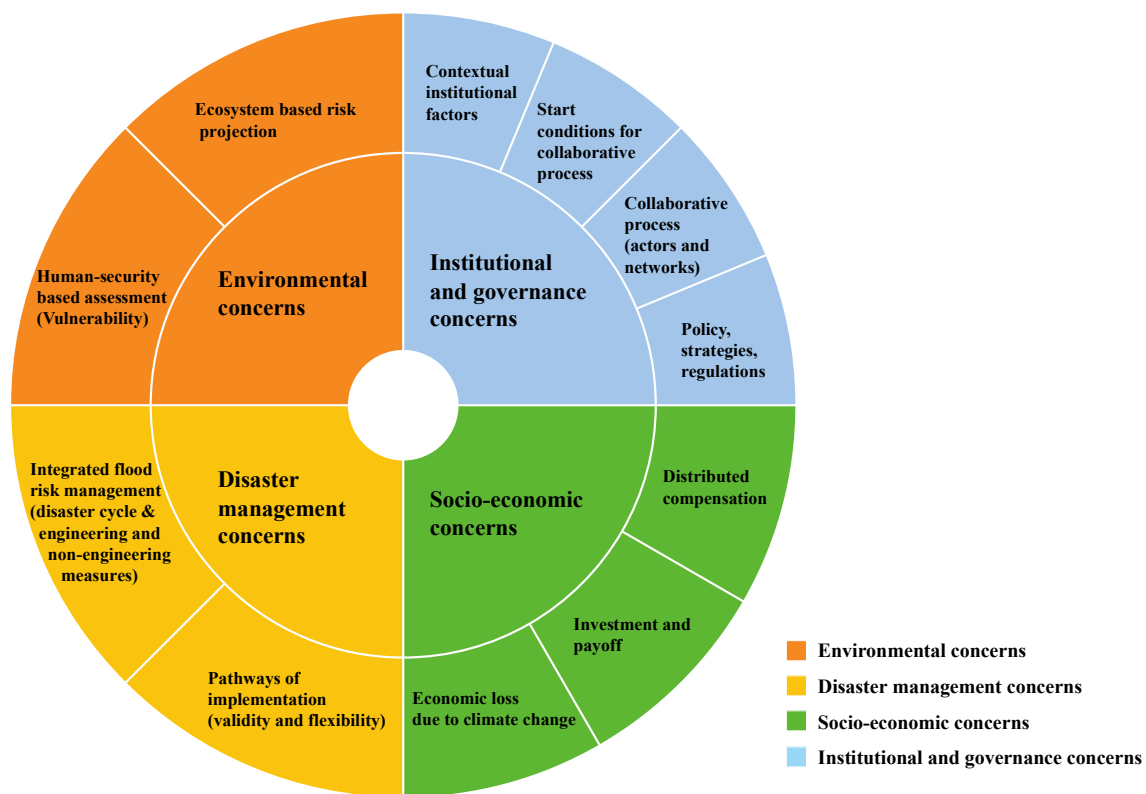 Ecosystem based risk
projection
Contextual
institutional
factors
Start
conditions for
collaborative
process
Collaborative
process
(actors and
networks)
Policy,
strategies,
regulations
Human-security
based assessment
(Vulnerability)
Environmental
concerns
Institutional
and governance
concerns
Integrated flood
risk management
(disaster cycle &
engineering and
non-engineering
measures)
Disaster
management
concerns
Socio-economic
concerns
Distributed
compensation
Investment and
payoff
Pathways of
implementation
(validity and flexibility)
Economic loss
due to climate change
Environmental concerns
Disaster management concerns
Socio-economic concerns
Institutional and governance concerns